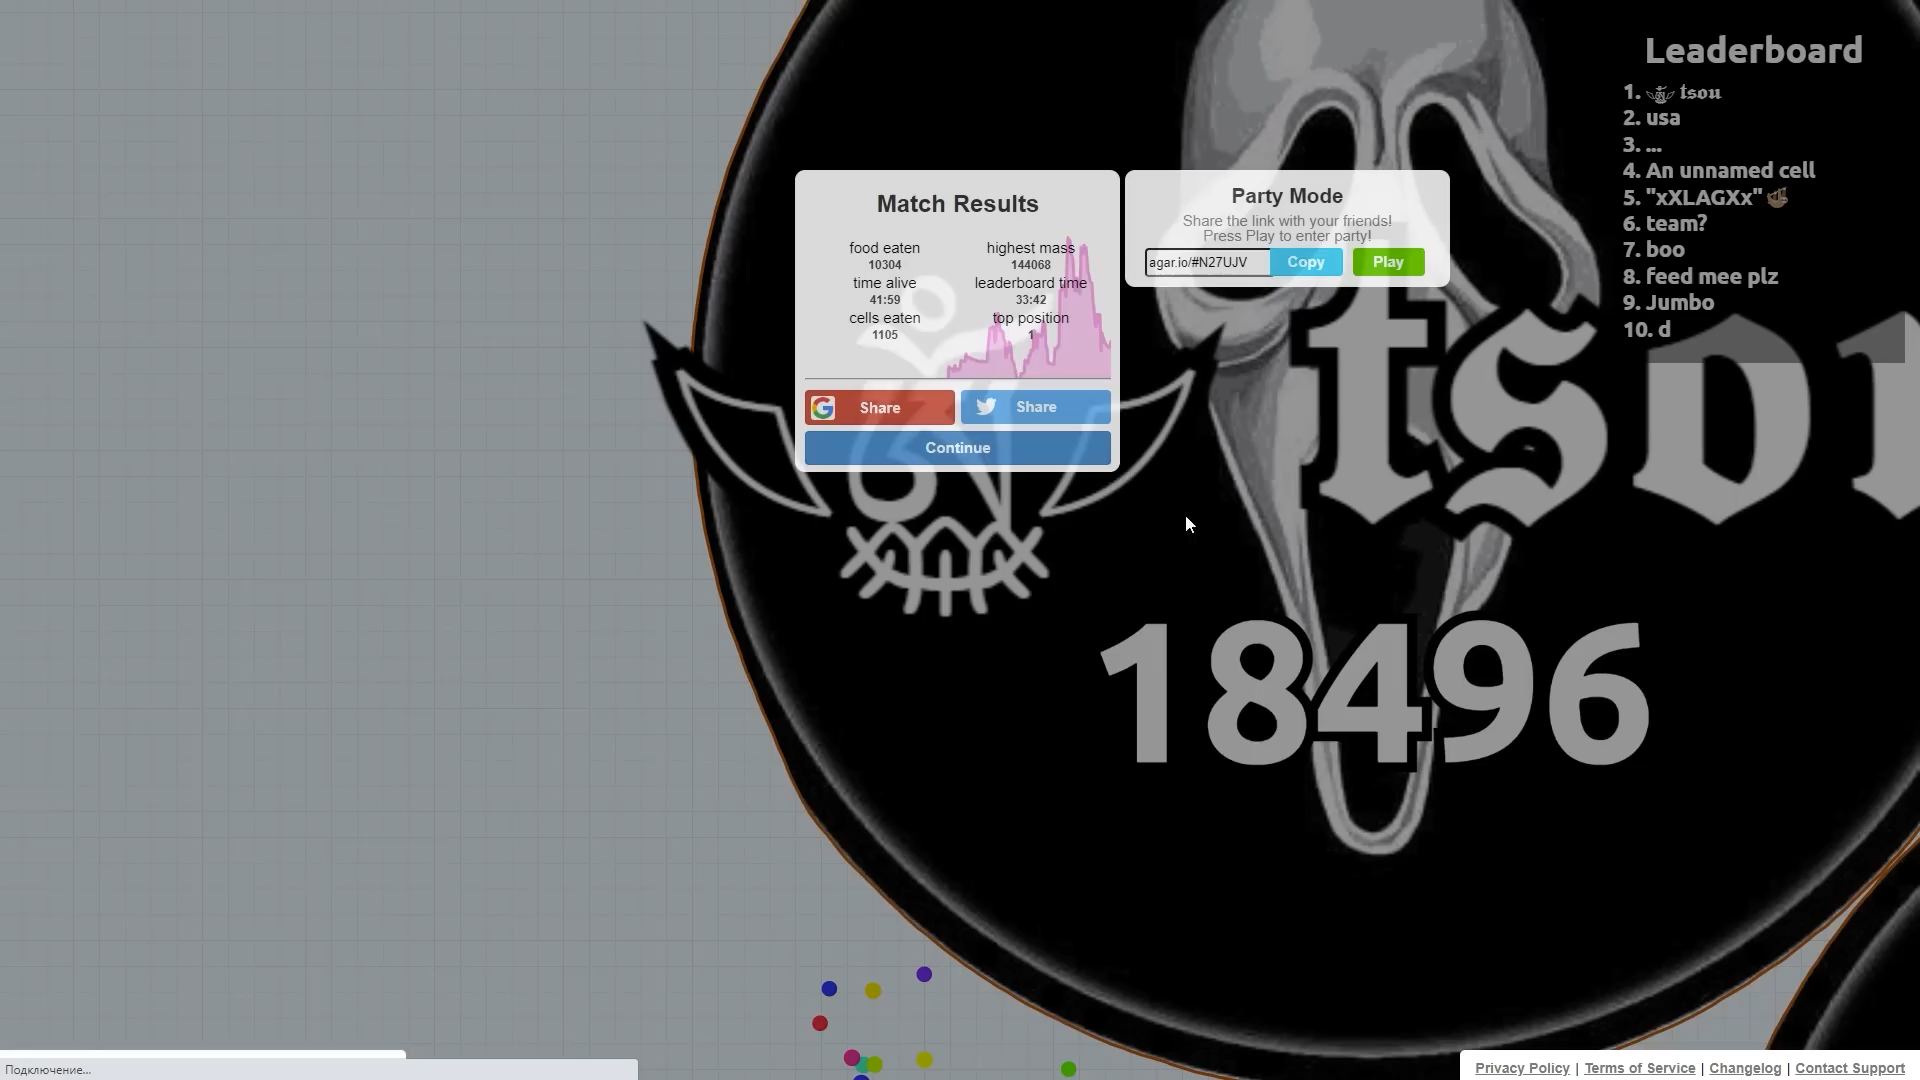 Leaderboard
1. 𝖙𝖘𝖔𝖚
2. usa
3. ...
4. An unnamed cell
5. "xXLAGXx"🦥
6. team?
7. boo
8. feed mee plz
9. Jumbo
10. d
Match Results
food eaten
10304
highest mass
144068
time alive
41:59
leaderboard time
33:42
cells eaten
1105
top position
1
Share
Share
Continue
Party Mode
Share the link with your friends!
Press Play to enter party!
agar.io/#N27UJV
Copy
Play
18496
Подключение...
Privacy Policy | Terms of Service | Changelog | Contact Support